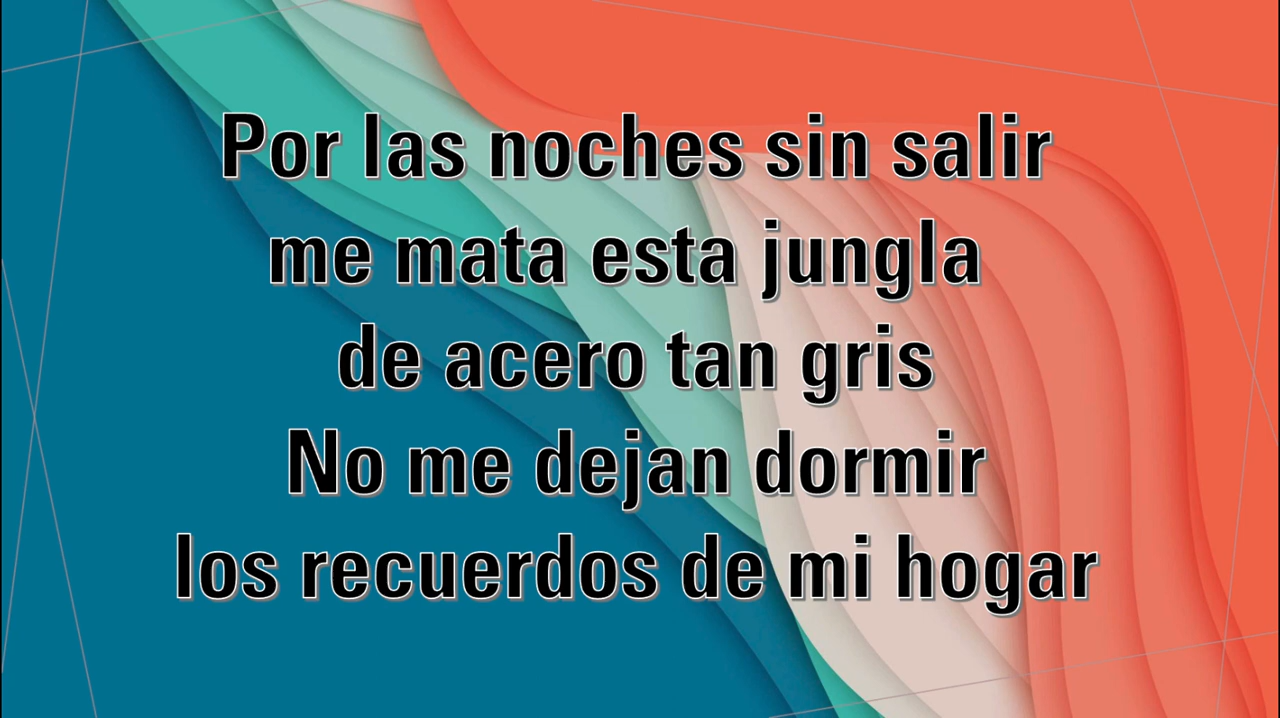 Por las noches sin salir
me mata esta jungla
de acero tan gris
No me dejan dormir
los recuerdos de mi hogar